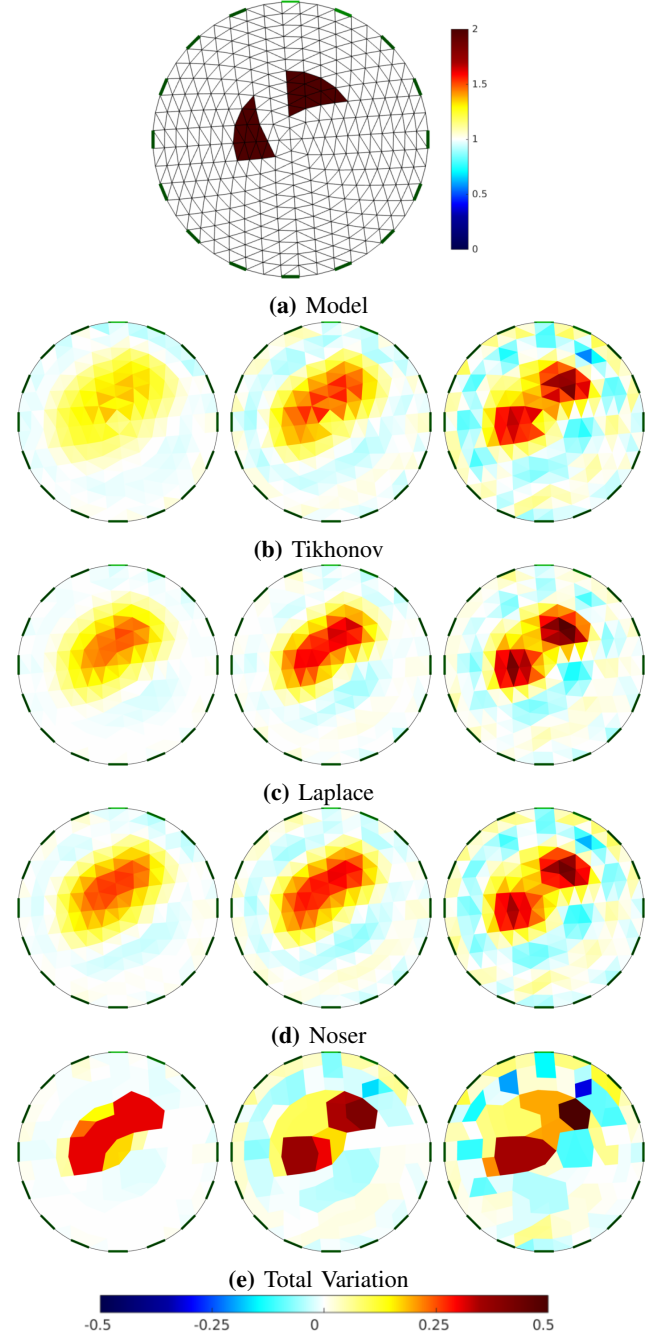 2
1.5
1
0.5
0
(a) Model
(b) Tikhonov
(c) Laplace
(d) Noser
(e) Total Variation
-0.5 -0.25 0 0.25 0.5